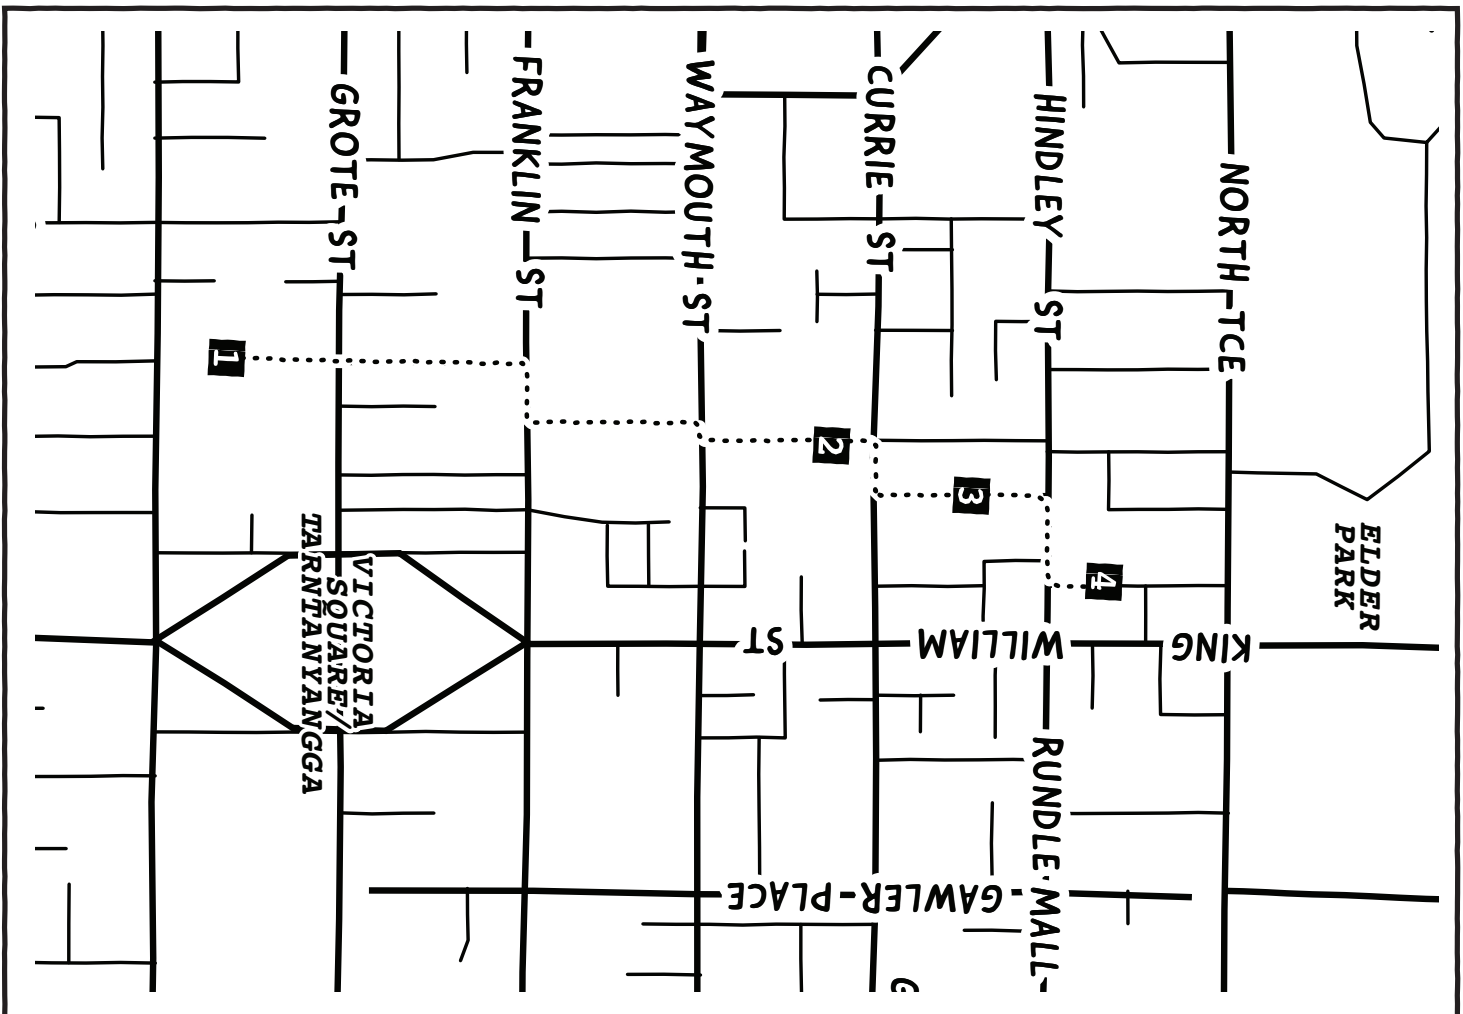 GROTE ST
FRANKLIN ST
WAYMOUTH ST
CURRIE ST
HINDLEY ST
NORTH TCE
1
2
3
4
VICTORIA
SQUARE/
TARNTANYANGGA
ELDER
PARK
KING WILLIAM ST
RUNDLE MALL
GAWLER PLACE
G